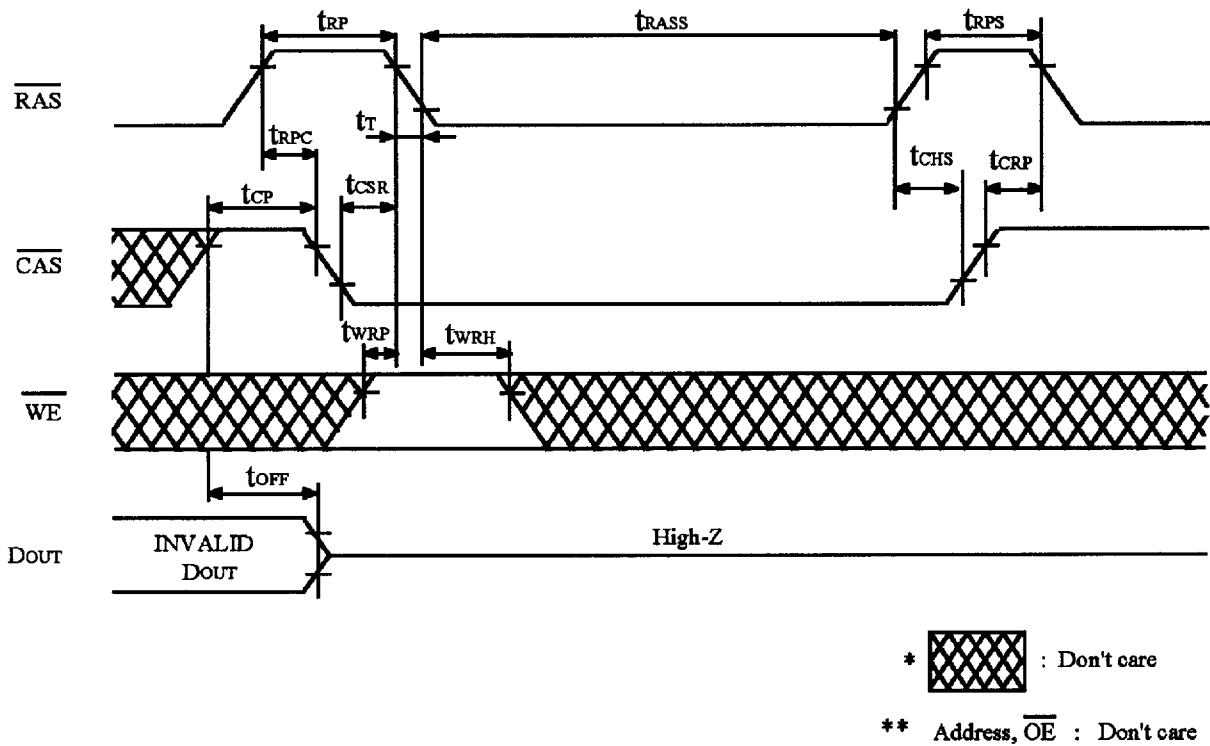 tRP
tRASS
tRPS
RAS
tT
tRPC
tCHS
tCRP
tCSR
tCP
CAS
tWRP
tWRH
WE
tOFF
High-Z
INVALID
DOUT
DOUT
* : Don't care
** Address, OE : Don't care